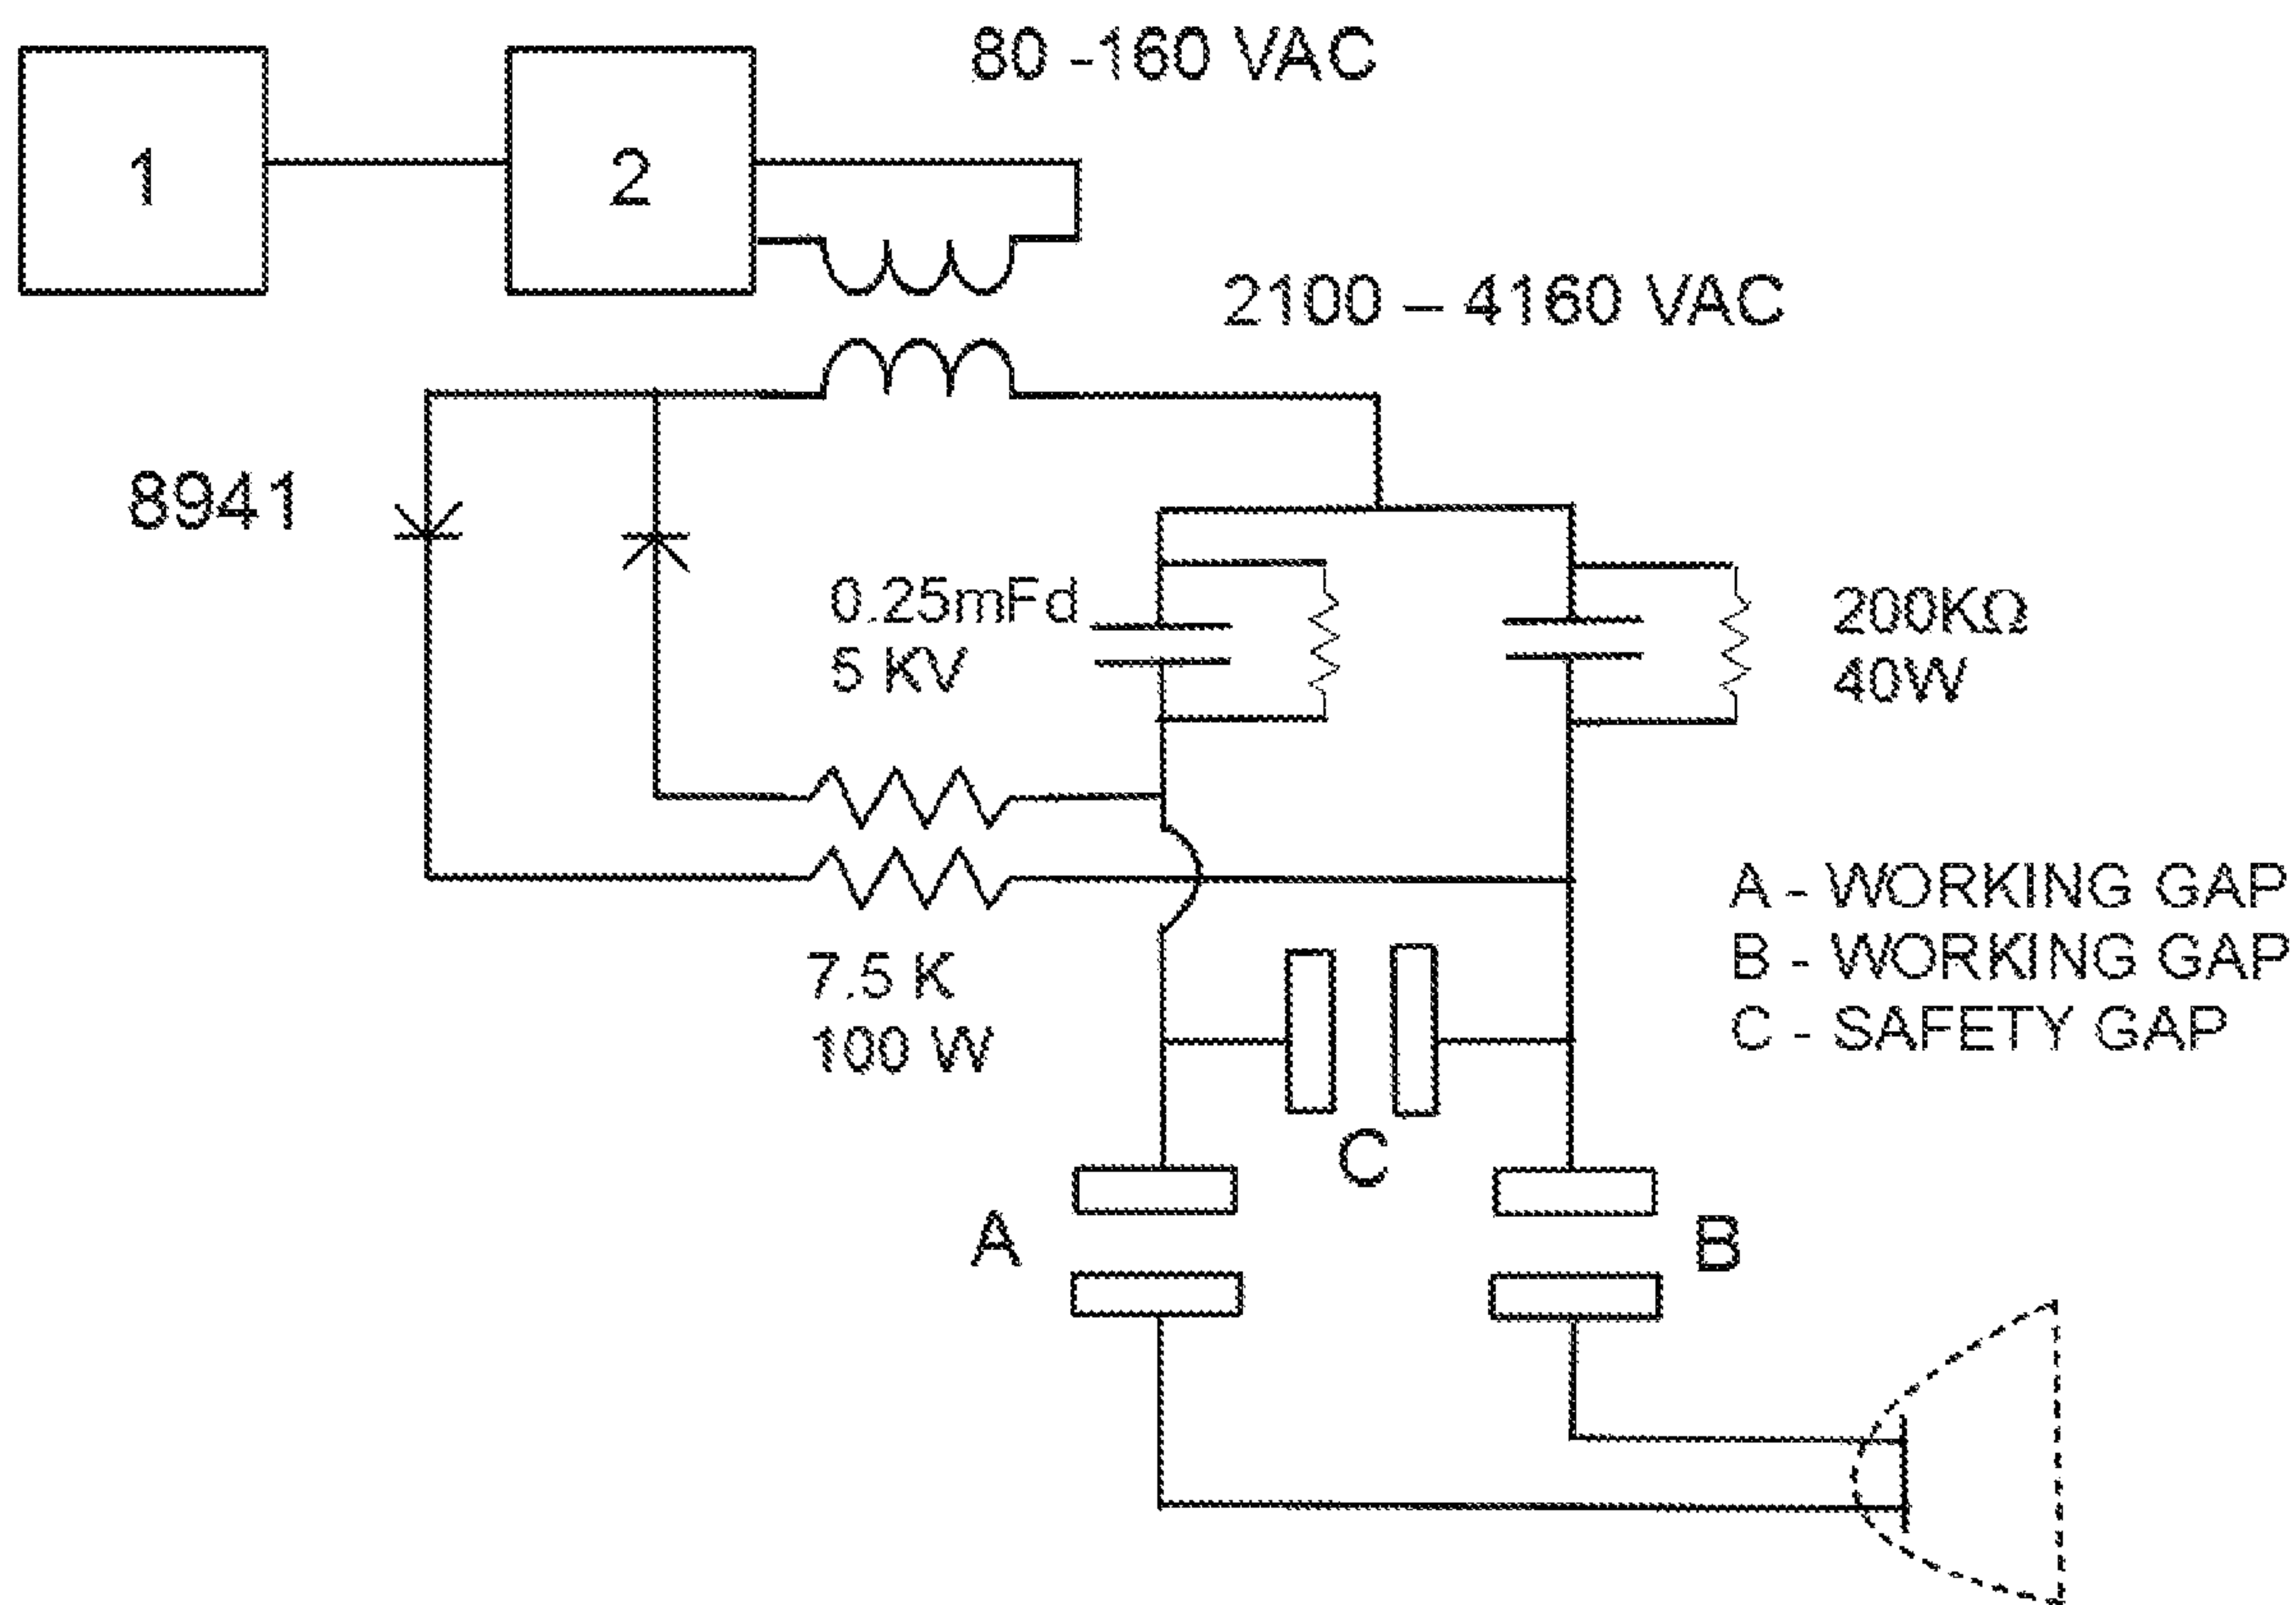 80 -160 VAC
1
2
2100 – 4160 VAC
8941
0.25mFd
5 KV
200KΩ
40W
7.5 K
100 W
A - WORKING GAP
B - WORKING GAP
C - SAFETY GAP
C
A
B